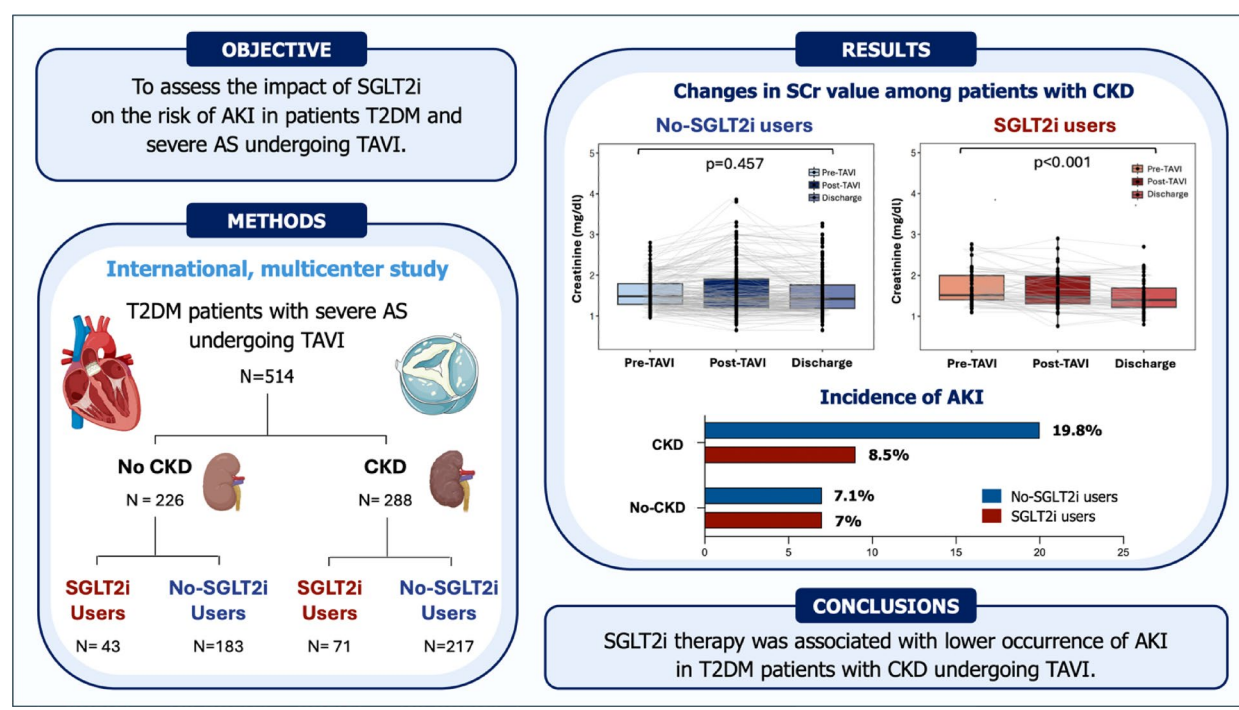 OBJECTIVE
To assess the impact of SGLT2i
on the risk of AKI in patients T2DM and
severe AS undergoing TAVI.
METHODS
International, multicenter study
T2DM patients with severe AS
undergoing TAVI
N=514
No CKD
N = 226
CKD
N= 288
SGLT2i
Users
N= 43
No-SGLT2i
Users
N=183
SGLT2i
Users
N= 71
No-SGLT2i
Users
N=217
RESULTS
Changes in SCr value among patients with CKD
No-SGLT2i users
p=0.457
Pre-TAVI
Post-TAVI
Discharge
Creatinine (mg/dl)
5
4
3
2
1
Pre-TAVI Post-TAVI Discharge
SGLT2i users
p<0.001
Pre-TAVI
Post-TAVI
Discharge
Creatinine (mg/dl)
5
4
3
2
1
Pre-TAVI Post-TAVI Discharge
Incidence of AKI
CKD
19.8%
8.5%
No-CKD
7.1%
7%
No-SGLT2i users
SGLT2i users
0 5 10 15 20 25
CONCLUSIONS
SGLT2i therapy was associated with lower occurrence of AKI
in T2DM patients with CKD undergoing TAVI.